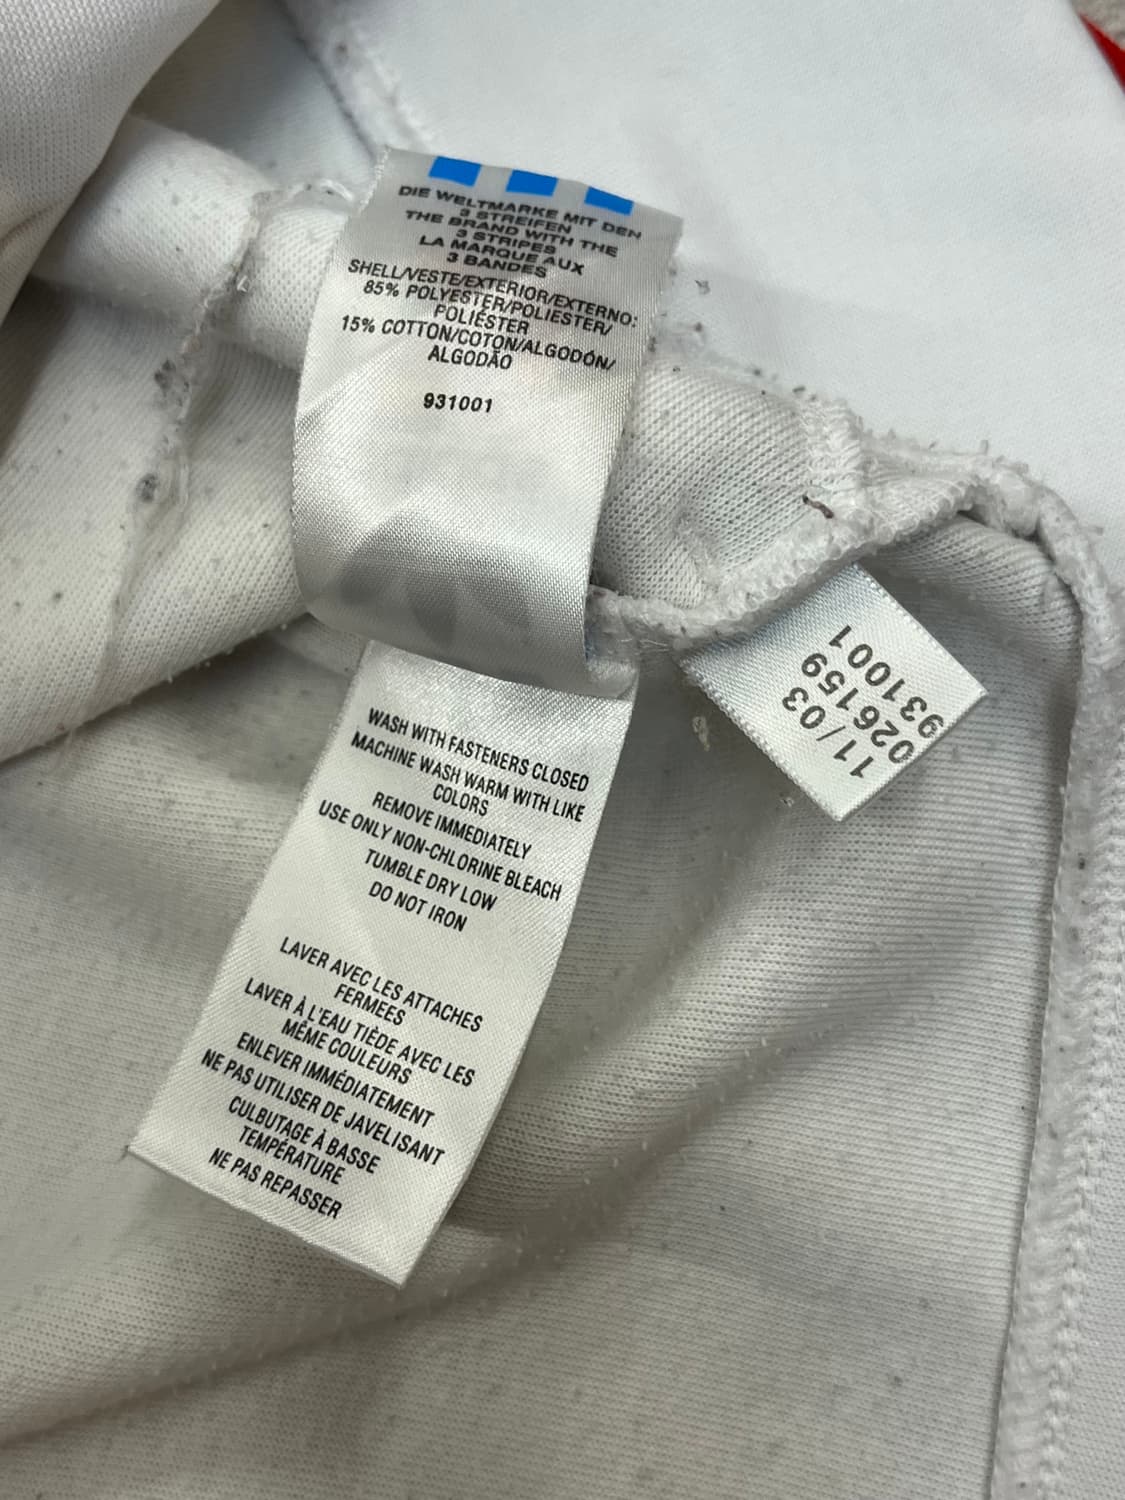 DIE WELTMARKE MIT DEN
3 STREIFEN
THE BRAND WITH THE
3 STRIPES
LA MARQUE AUX
3 BANDES
SHELL/VESTE/EXTERIOR/EXTERNO:
85% POLYESTER/POLIESTER/
POLIÉSTER
15% COTTON/COTON/ALGODÓN/
ALGODÃO
931001
WASH WITH FASTENERS CLOSED
MACHINE WASH WARM WITH LIKE
COLORS
REMOVE IMMEDIATELY
USE ONLY NON-CHLORINE BLEACH
TUMBLE DRY LOW
DO NOT IRON
LAVER AVEC LES ATTACHES
FERMEES
LAVER À L'EAU TIÈDE AVEC LES
MÊME COULEURS
ENLEVER IMMÉDIATEMENT
NE PAS UTILISER DE JAVELISANT
CULBUTAGE À BASSE
TEMPÉRATURE
NE PAS REPASSER
11/03
026159
9310001